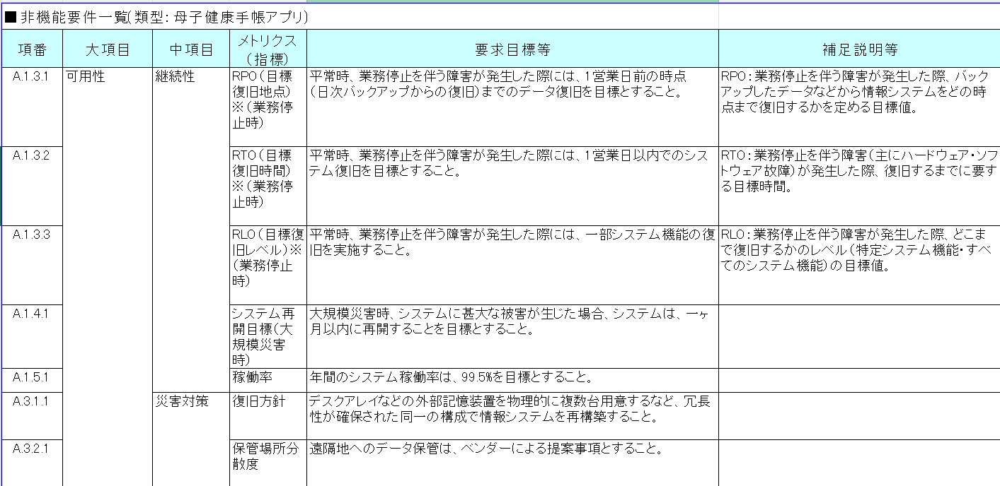 ■非機能要件一覧(類型：母子健康手帳アプリ)
項番
大項目
中項目
メトリクス
（指標）
要求目標等
補足説明等
A.1.3.1
可用性
継続性
RPO（目標
復旧地点）
※（業務停
止時）
平常時、業務停止を伴う障害が発生した際には、1営業日前の時点
（日次バックアップからの復旧）までのデータ復旧を目標とすること。
RPO：業務停止を伴う障害が発生した際、バック
アップしたデータなどから情報システムをどの時
点まで復旧するかを定める目標値。
A.1.3.2
RTO（目標
復旧時間）
※（業務停
止時）
平常時、業務停止を伴う障害が発生した際には、1営業日以内でのシス
テム復旧を目標とすること。
RTO：業務停止を伴う障害（主にハードウェア・ソフ
トウェア故障）が発生した際、復旧するまでに要す
る目標時間。
A.1.3.3
RLO（目標復
旧レベル）※
（業務停止
時）
平常時、業務停止を伴う障害が発生した際には、一部システム機能の復
旧を実施すること。
RLO：業務停止を伴う障害が発生した際、どこま
で復旧するかのレベル（特定システム機能・すべ
てのシステム機能）の目標値。
A.1.4.1
システム再
開目標（大
規模災害
時）
大規模災害時、システムに甚大な被害が生じた場合、システムは、一ヶ
月以内に再開することを目標とすること。
A.1.5.1
稼働率
年間のシステム稼働率は、99.5%を目標とすること。
A.3.1.1
災害対策
復旧方針
デスクアレイなどの外部記憶装置を物理的に複数台用意するなど、冗長
性が確保された同一の構成で情報システムを再構築すること。
A.3.2.1
保管場所分
散度
遠隔地へのデータ保管は、ベンダーによる提案事項とすること。